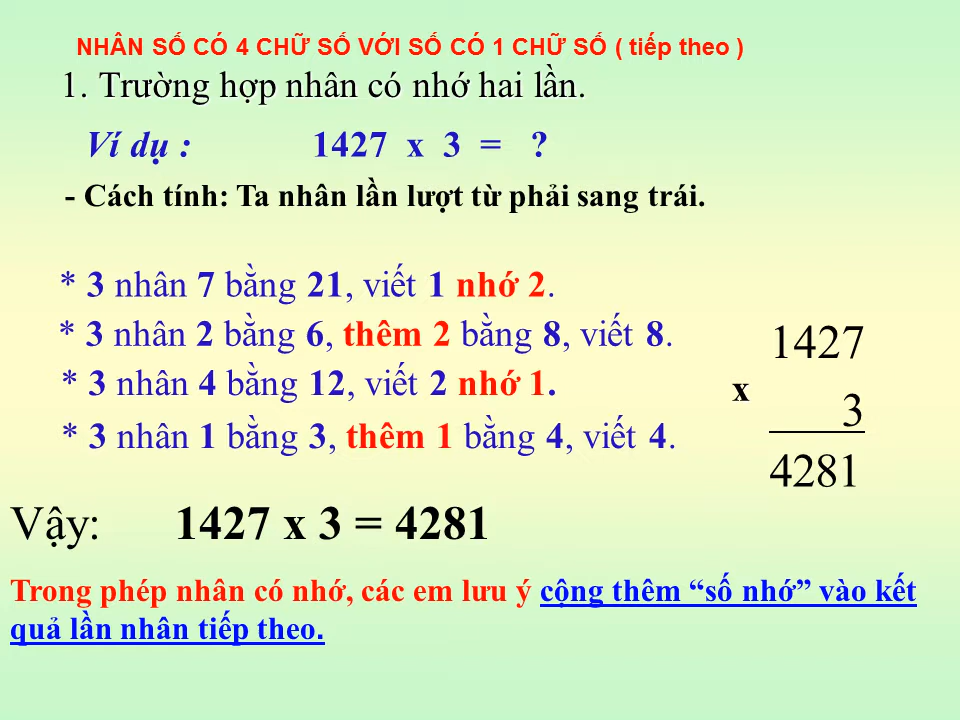 NHÂN SỐ CÓ 4 CHỮ SỐ VỚI SỐ CÓ 1 CHỮ SỐ ( tiếp theo )
1. Trường hợp nhân có nhớ hai lần.
Ví dụ : 1427 x 3 = ?
- Cách tính: Ta nhân lần lượt từ phải sang trái.
* 3 nhân 7 bằng 21, viết 1 nhớ 2.
* 3 nhân 2 bằng 6, thêm 2 bằng 8, viết 8.
* 3 nhân 4 bằng 12, viết 2 nhớ 1.
* 3 nhân 1 bằng 3, thêm 1 bằng 4, viết 4.
1427
x
3
4281
Vậy: 1427 x 3 = 4281
Trong phép nhân có nhớ, các em lưu ý cộng thêm “số nhớ” vào kết
quả lần nhân tiếp theo.